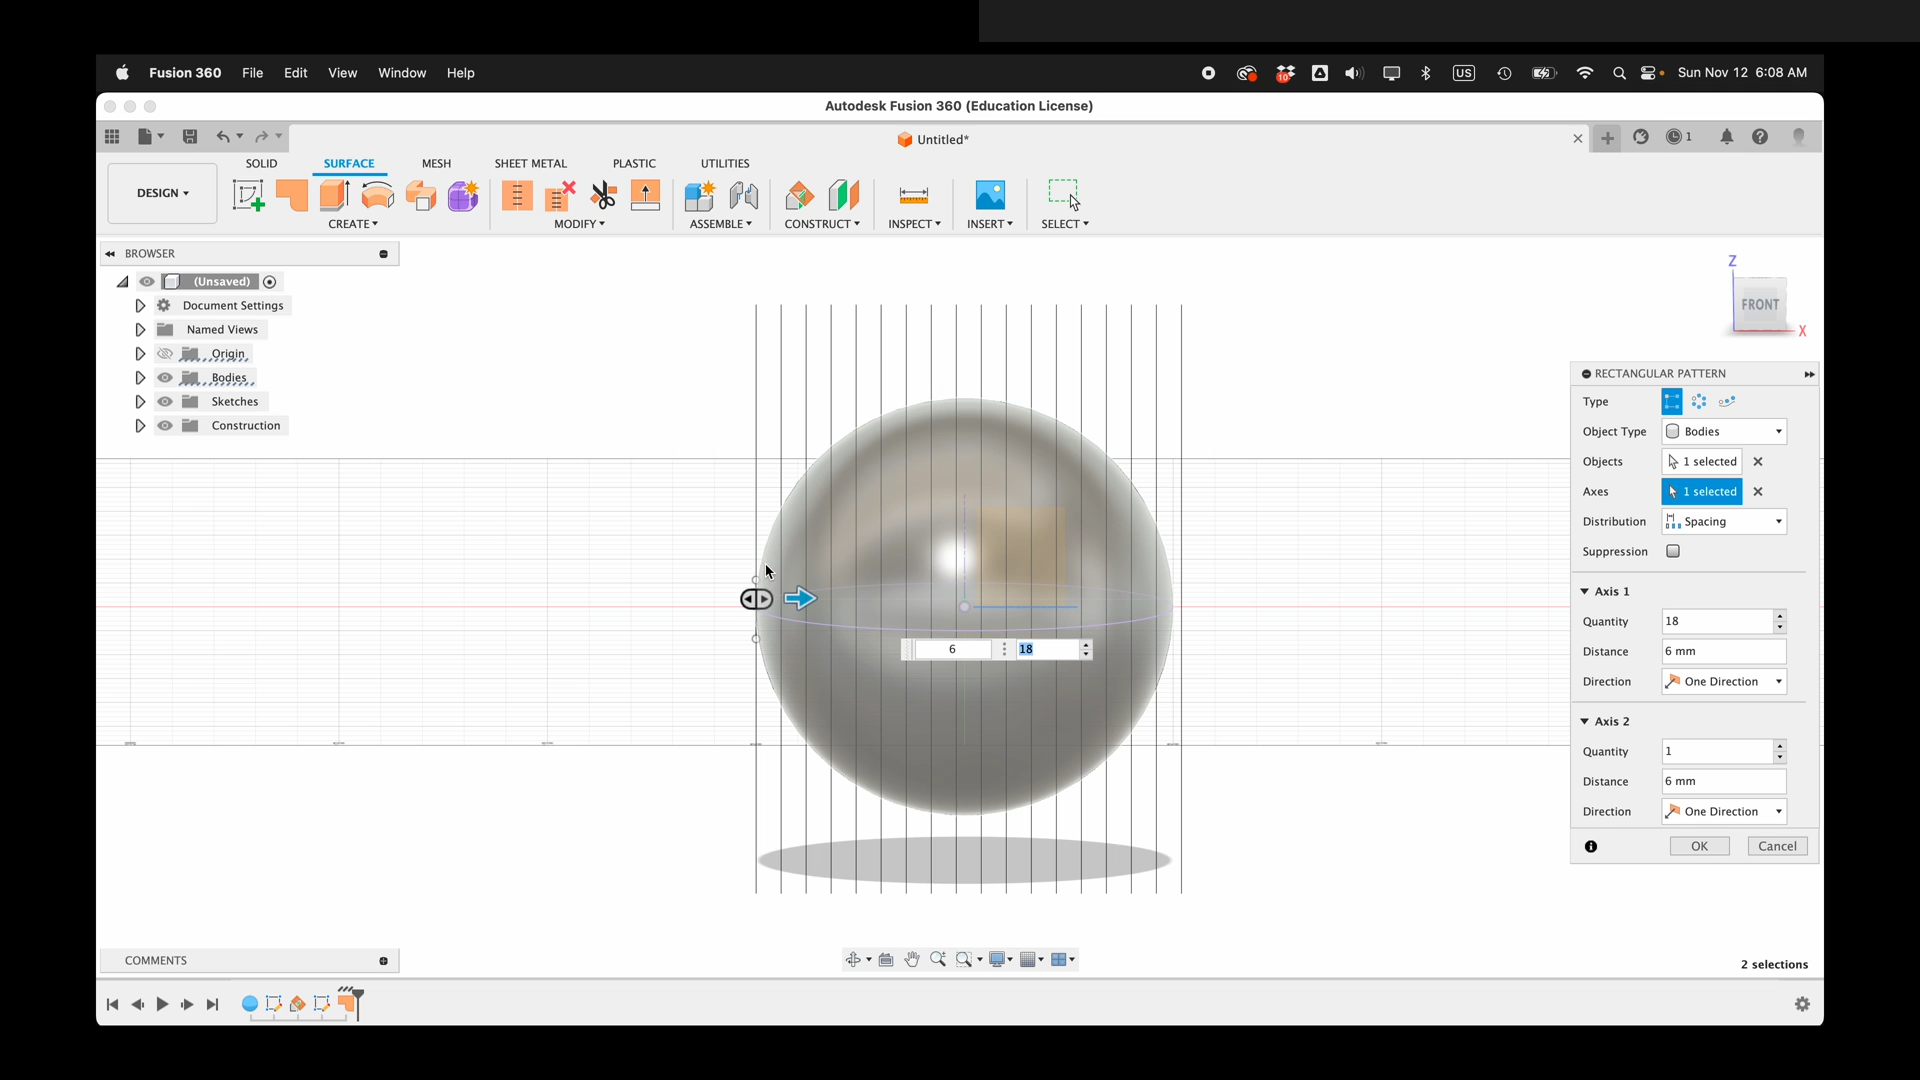 Fusion 360 File Edit View Window Help 10 US Sun Nov 12 6:08 AM
Autodesk Fusion 360 (Education License)
Untitled* 1
SOLID SURFACE MESH SHEET METAL PLASTIC UTILITIES
DESIGN
CREATE MODIFY ASSEMBLE CONSTRUCT INSPECT INSERT SELECT
BROWSER
(Unsaved)
Document Settings
Named Views
Origin
Bodies
Sketches
Construction
Z
FRONT
X
RECTANGULAR PATTERN
Type
Object Type Bodies
Objects 1 selected
Axes 1 selected
Distribution Spacing
Suppression
Axis 1
Quantity 18
Distance 6 mm
Direction One Direction
Axis 2
Quantity 1
Distance 6 mm
Direction One Direction
OK Cancel
6 18
COMMENTS
2 selections